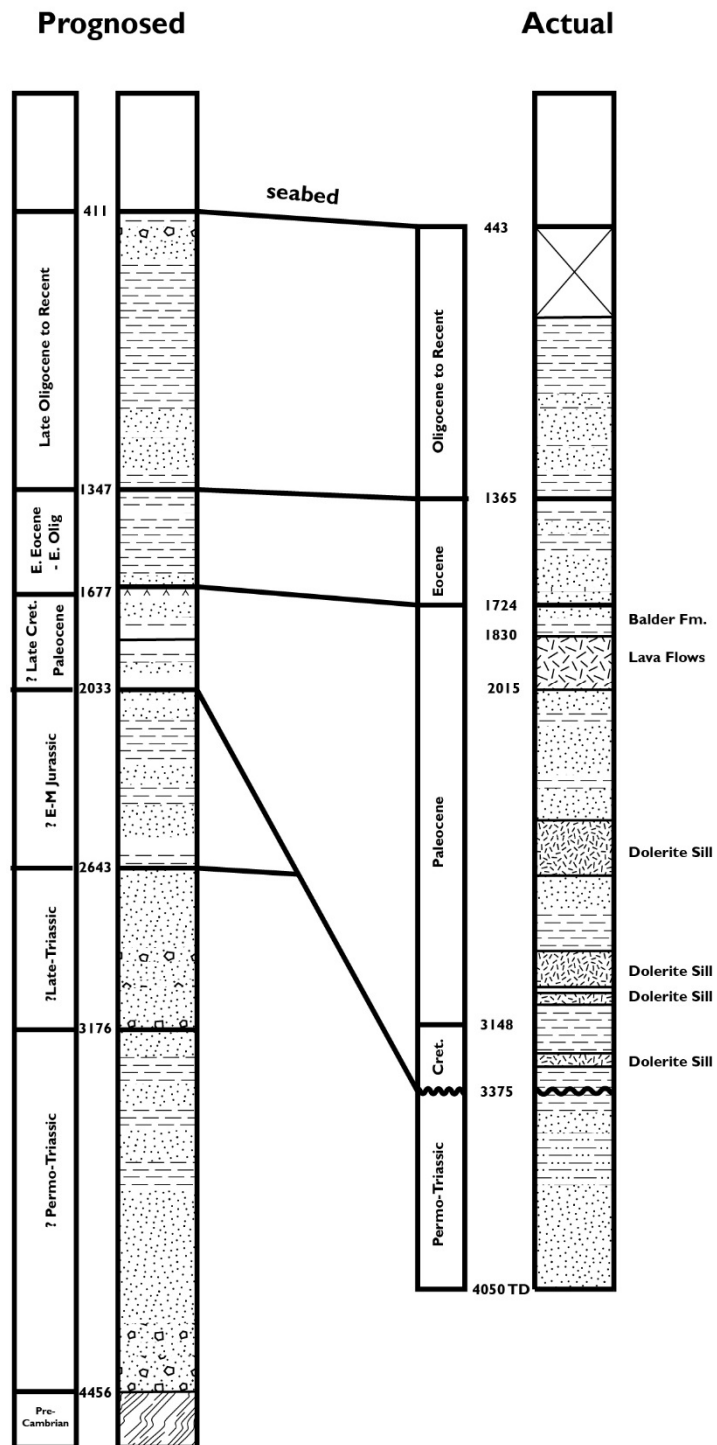 Prognosed
Actual
seabed
411
443
Late Oligocene to Recent
Oligocene to Recent
1347
1365
E. Eocene
- E. Olig
Eocene
1677
1724
Balder Fm.
? Late Cret.
Paleocene
1830
Lava Flows
2033
2015
? E-M Jurassic
Paleocene
Dolerite Sill
2643
?Late-Triassic
Dolerite Sill
Dolerite Sill
3176
3148
Cret.
Dolerite Sill
3375
? Permo-Triassic
Permo-Triassic
4050 TD
4456
Pre-
Cambrian